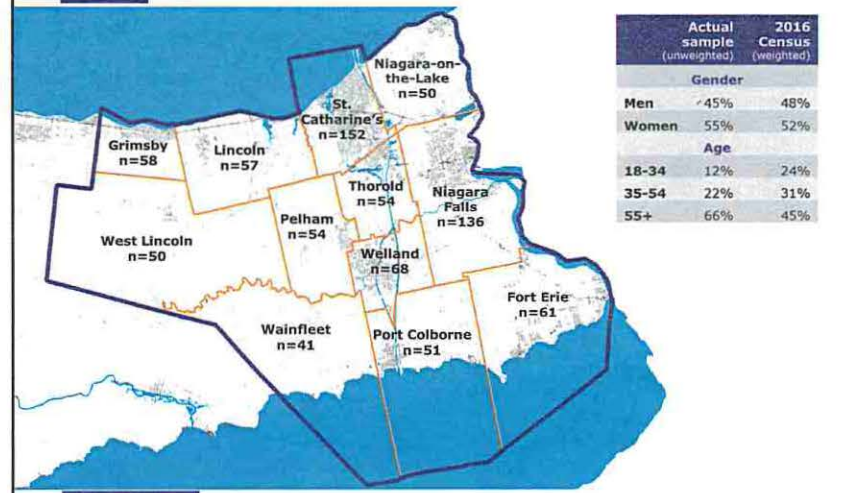 Niagara-on-
the-Lake
n=50
St.
Catharine's
n=152
Grimsby
n=58
Lincoln
n=57
Thorold
n=54
Niagara
Falls
n=136
Pelham
n=54
West Lincoln
n=50
Welland
n=68
Fort Erie
n=61
Wainfleet
n=41
Port Colborne
n=51
Actual sample (unweighted) 2016 Census (weighted)
Gender
Men 45% 48%
Women 55% 52%
Age
18-34 12% 24%
35-54 22% 31%
55+ 66% 45%